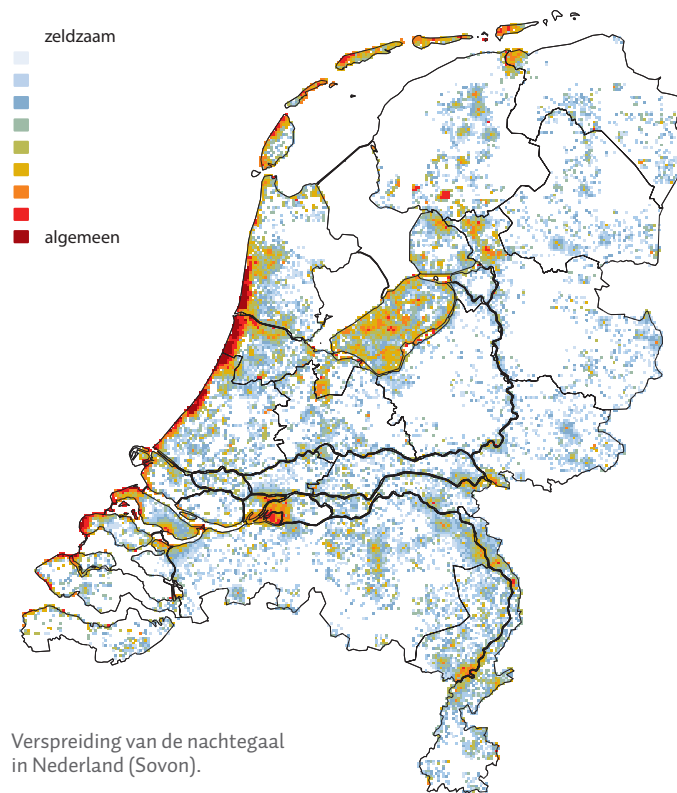 zeldzaam
algemeen
Verspreiding van de nachtegaal
in Nederland (Sovon).